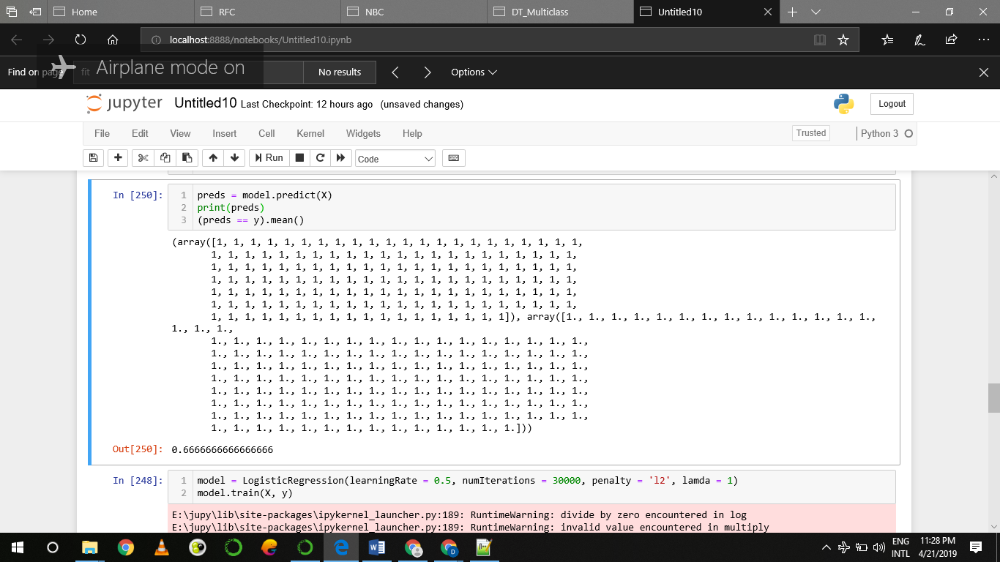 Home
RFC
NBC
DT_Multiclass
Untitled10
localhost:8888/notebooks/Untitled10.ipynb
Find on page
fit
Airplane mode on
No results
Options
jupyter Untitled10 Last Checkpoint: 12 hours ago (unsaved changes)
Logout
File Edit View Insert Cell Kernel Widgets Help
Trusted
Python 3
Run
Code
In [250]:
1 preds = model.predict(X)
2 print(preds)
3 (preds == y).mean()
(array([1, 1, 1, 1, 1, 1, 1, 1, 1, 1, 1, 1, 1, 1, 1, 1, 1, 1, 1, 1, 1, 1,
1, 1, 1, 1, 1, 1, 1, 1, 1, 1, 1, 1, 1, 1, 1, 1, 1, 1, 1, 1, 1, 1,
1, 1, 1, 1, 1, 1, 1, 1, 1, 1, 1, 1, 1, 1, 1, 1, 1, 1, 1, 1, 1, 1,
1, 1, 1, 1, 1, 1, 1, 1, 1, 1, 1, 1, 1, 1, 1, 1, 1, 1, 1, 1, 1, 1,
1, 1, 1, 1, 1, 1, 1, 1, 1, 1, 1, 1, 1, 1, 1, 1, 1, 1, 1, 1, 1, 1,
1, 1, 1, 1, 1, 1, 1, 1, 1, 1, 1, 1, 1, 1, 1, 1, 1, 1, 1, 1, 1, 1,
1, 1, 1, 1, 1, 1, 1, 1, 1, 1, 1, 1, 1, 1, 1, 1, 1, 1]), array([1., 1., 1., 1., 1., 1., 1., 1., 1., 1., 1., 1., 1., 1.,
1., 1., 1.,
1., 1., 1., 1., 1., 1., 1., 1., 1., 1., 1., 1., 1., 1., 1., 1., 1.,
1., 1., 1., 1., 1., 1., 1., 1., 1., 1., 1., 1., 1., 1., 1., 1., 1.,
1., 1., 1., 1., 1., 1., 1., 1., 1., 1., 1., 1., 1., 1., 1., 1., 1.,
1., 1., 1., 1., 1., 1., 1., 1., 1., 1., 1., 1., 1., 1., 1., 1., 1.,
1., 1., 1., 1., 1., 1., 1., 1., 1., 1., 1., 1., 1., 1., 1., 1., 1.,
1., 1., 1., 1., 1., 1., 1., 1., 1., 1., 1., 1., 1., 1., 1., 1., 1.,
1., 1., 1., 1., 1., 1., 1., 1., 1., 1., 1., 1., 1., 1., 1., 1., 1.,
1., 1., 1., 1., 1., 1., 1., 1., 1., 1., 1., 1., 1., 1.]))
Out[250]: 0.6666666666666666
In [248]:
1 model = LogisticRegression(learningRate = 0.5, numIterations = 30000, penalty = 'l2', lamda = 1)
2 model.train(X, y)
E:\jupy\lib\site-packages\ipykernel_launcher.py:189: RuntimeWarning: divide by zero encountered in log
E:\jupy\lib\site-packages\ipykernel_launcher.py:189: RuntimeWarning: invalid value encountered in multiply
ENG
INTL
11:28 PM
4/21/2019